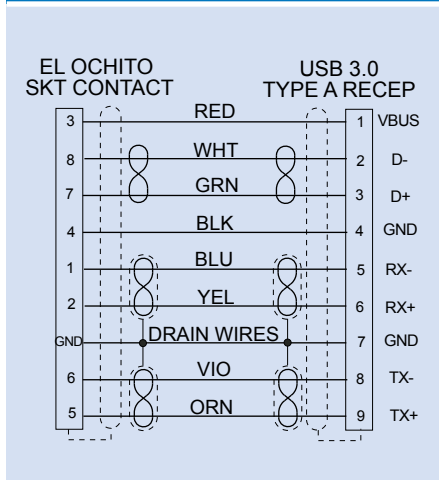 EL OCHITO
SKT CONTACT
USB 3.0
TYPE A RECEP
3 RED 1 VBUS
8 WHT 2 D-
7 GRN 3 D+
4 BLK 4 GND
1 BLU 5 RX-
2 YEL 6 RX+
GND DRAIN WIRES 7 GND
6 VIO 8 TX-
5 ORN 9 TX+